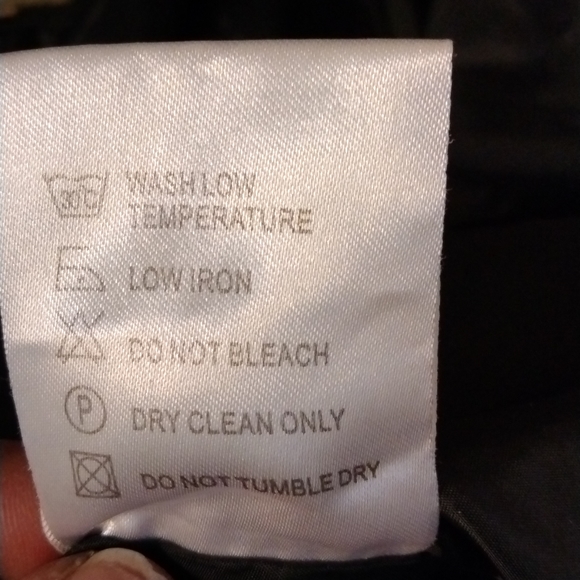 30°C WASH LOW
TEMPERATURE
LOW IRON
DO NOT BLEACH
P DRY CLEAN ONLY
DO NOT TUMBLE DRY